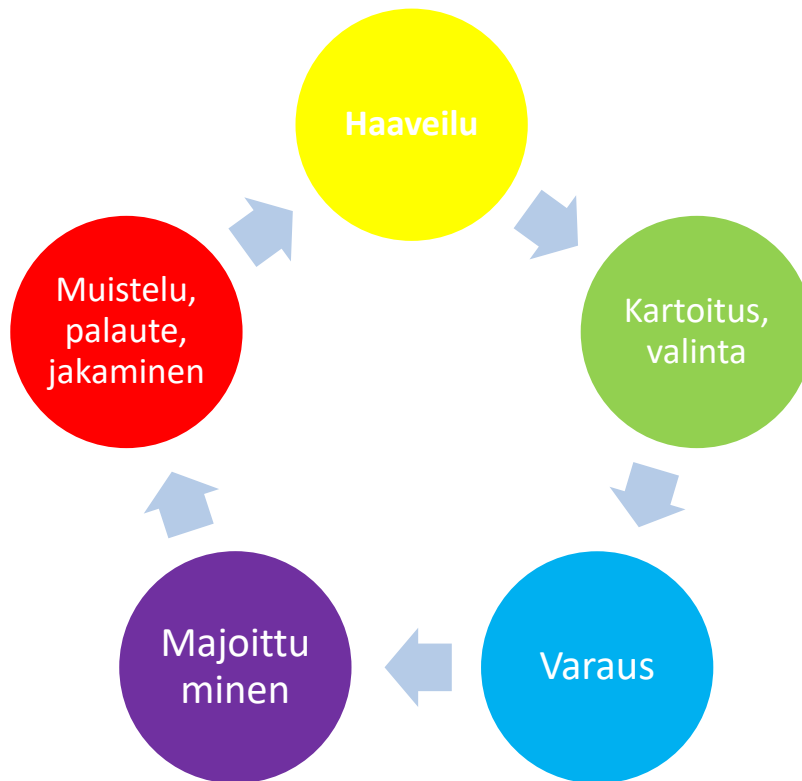 Haaveilu
Kartoitus,
valinta
Varaus
Majoittu
minen
Muistelu,
palaute,
jakaminen